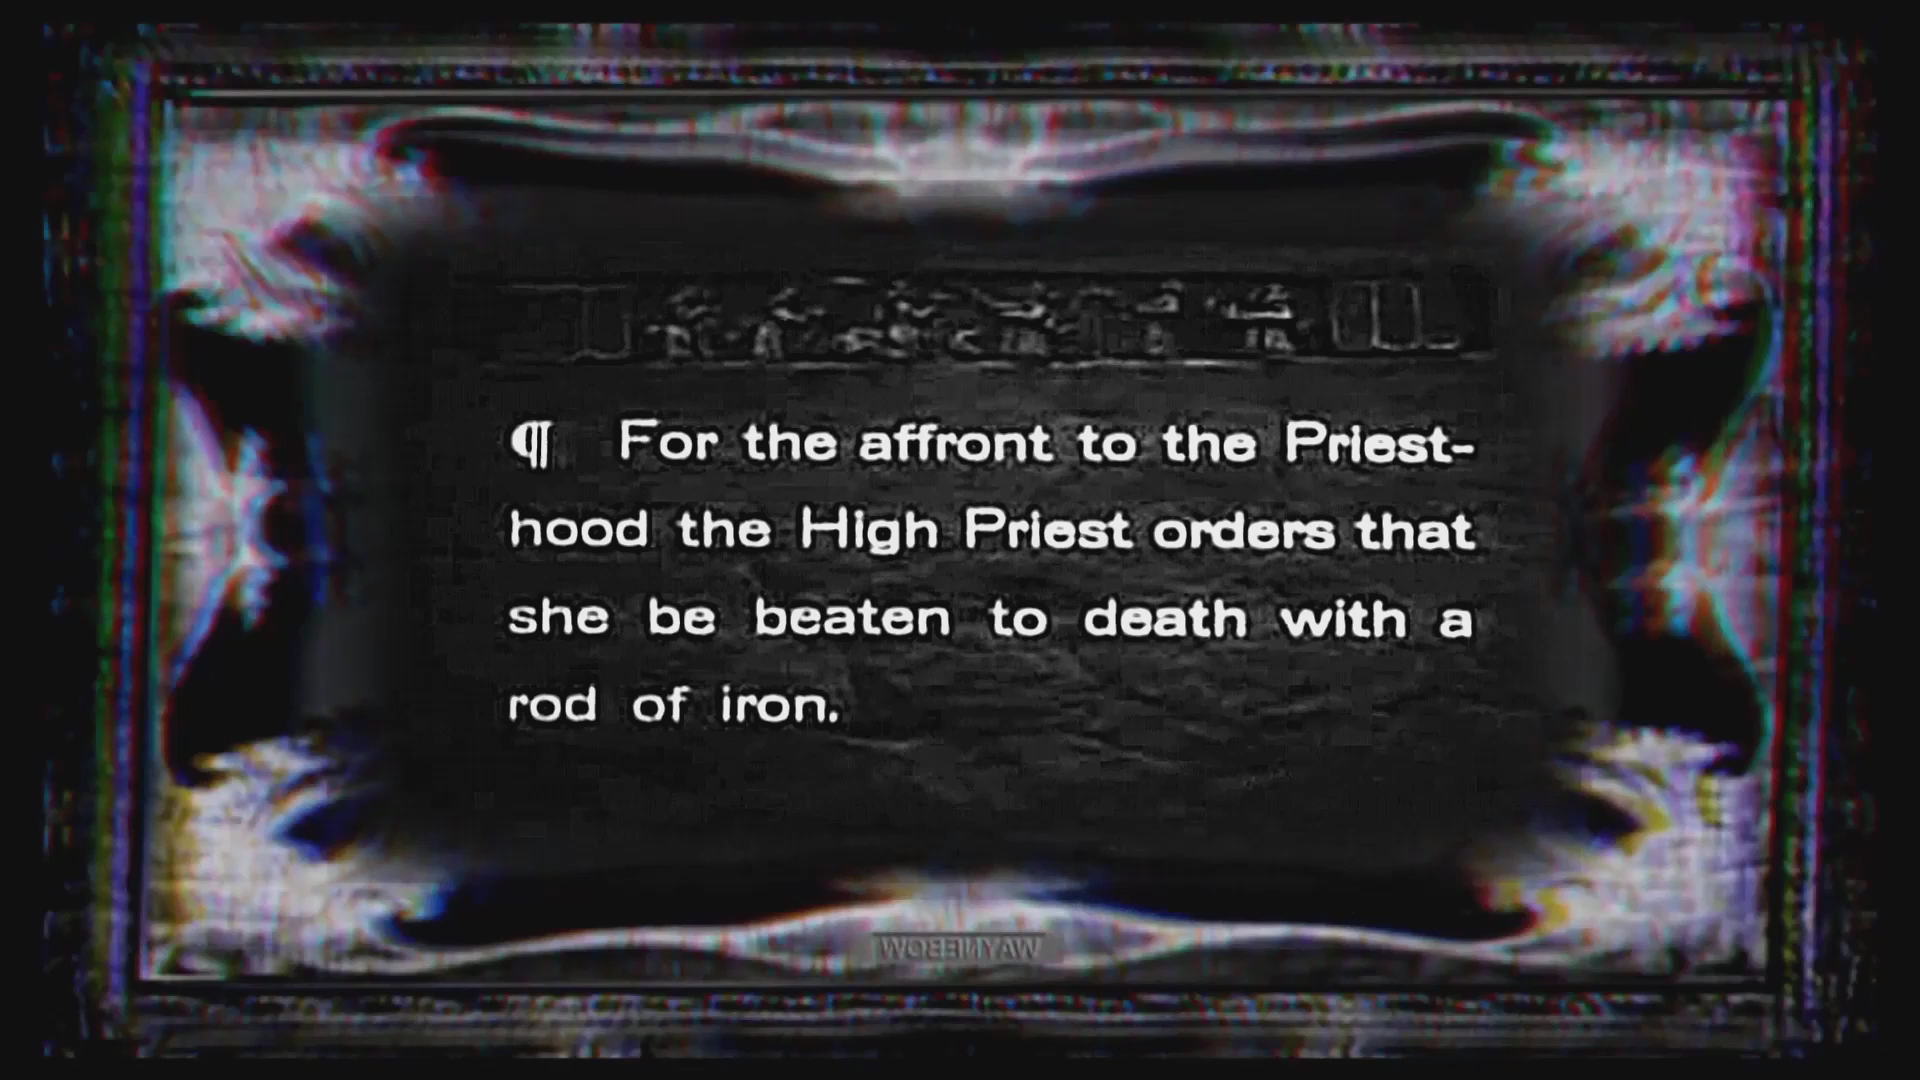 ¶ For the affront to the Priest-
hood the High Priest orders that
she be beaten to death with a
rod of iron.